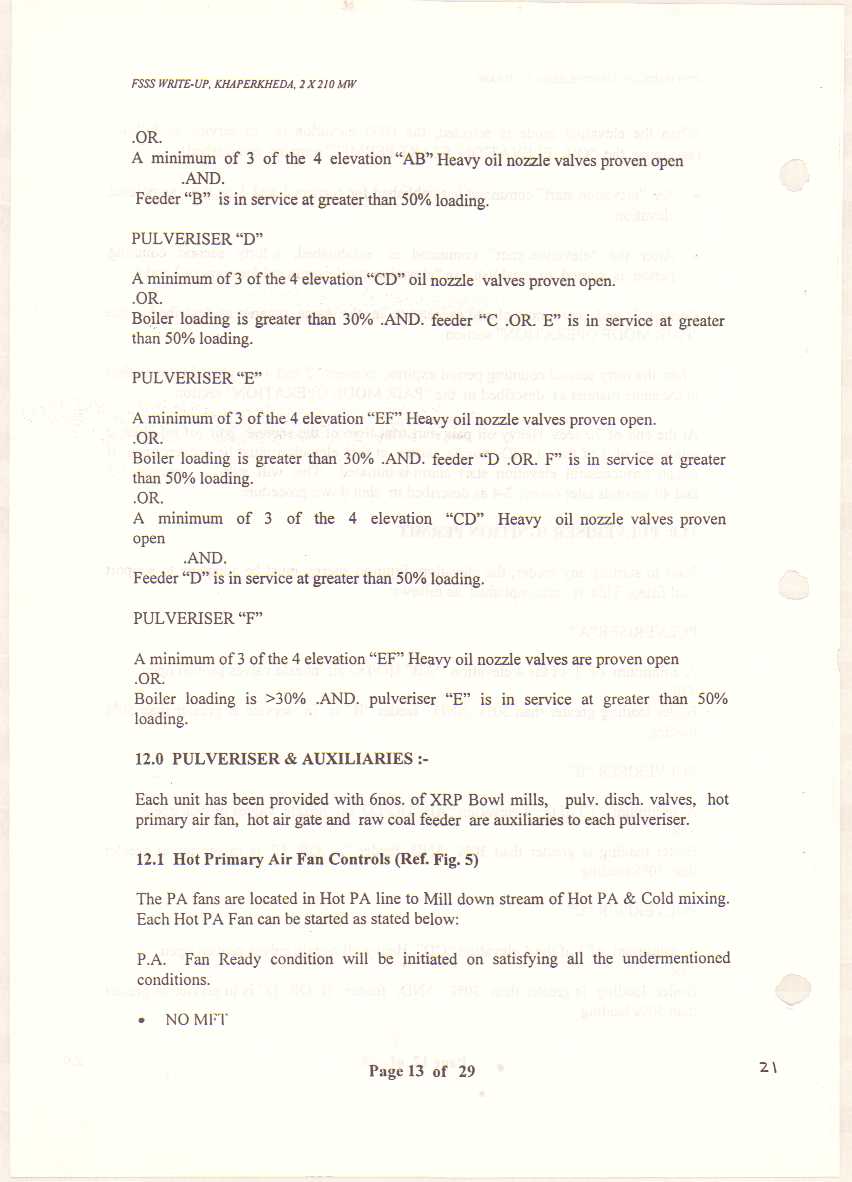 FSSS WRITE-UP, KHAPERKHEDA, 2 X 210 MW
.OR.
A minimum of 3 of the 4 elevation “AB” Heavy oil nozzle valves proven open
.AND.
Feeder “B” is in service at greater than 50% loading.
PULVERISER “D”
A minimum of 3 of the 4 elevation “CD” oil nozzle valves proven open.
.OR.
Boiler loading is greater than 30% .AND. feeder “C .OR. E” is in service at greater
than 50% loading.
PULVERISER “E”
A minimum of 3 of the 4 elevation “EF” Heavy oil nozzle valves proven open.
.OR.
Boiler loading is greater than 30% .AND. feeder “D .OR. F” is in service at greater
than 50% loading.
.OR.
A minimum of 3 of the 4 elevation “CD” Heavy oil nozzle valves proven
open
.AND.
Feeder “D” is in service at greater than 50% loading.
PULVERISER “F”
A minimum of 3 of the 4 elevation “EF” Heavy oil nozzle valves are proven open
.OR.
Boiler loading is >30% .AND. pulveriser “E” is in service at greater than 50%
loading.
12.0 PULVERISER & AUXILIARIES :-
Each unit has been provided with 6nos. of XRP Bowl mills, pulv. disch. valves, hot
primary air fan, hot air gate and raw coal feeder are auxiliaries to each pulveriser.
12.1 Hot Primary Air Fan Controls (Ref. Fig. 5)
The PA fans are located in Hot PA line to Mill down stream of Hot PA & Cold mixing.
Each Hot PA Fan can be started as stated below:
P.A. Fan Ready condition will be initiated on satisfying all the undermentioned
conditions.
• NO MFT
Page 13 of 29
21